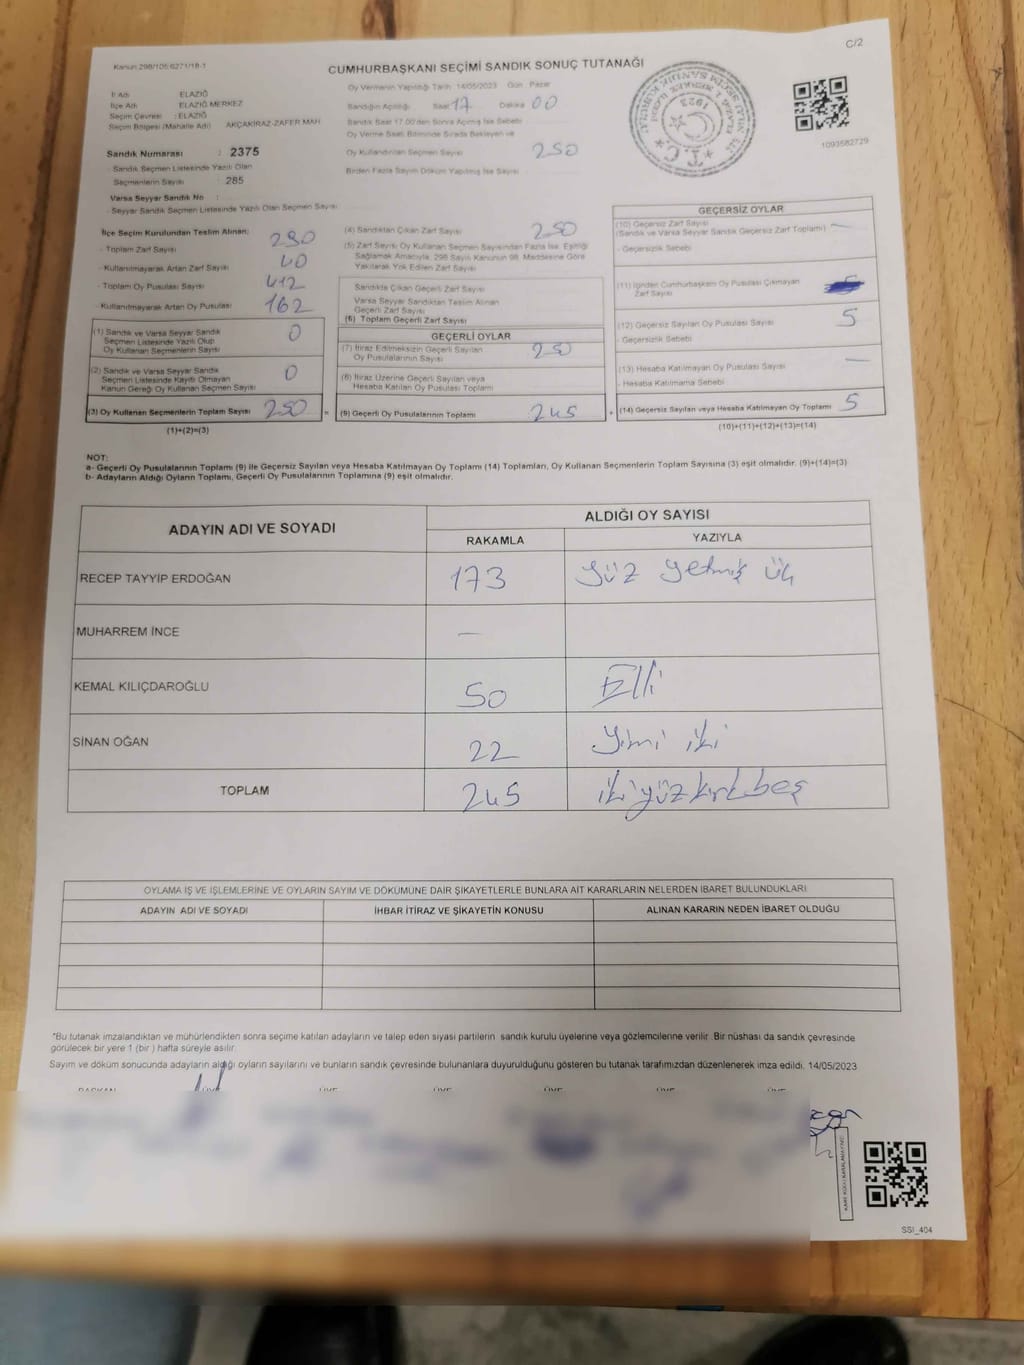 C/2
Kanun 298/105 6271/18-1
CUMHURBAŞKANI SEÇİMİ SANDIK SONUÇ TUTANAĞI
İl Adı ELAZIĞ
İlçe Adı ELAZIĞ MERKEZ
Seçim Çevresi : ELAZIĞ
Seçim Bölgesi (Mahalle Adı) AKÇAKİRAZ-ZAFER MAH
Sandık Numarası : 2375
Sandık Seçmen Listesinde Yazılı Olan
Seçmenlerin Sayısı : 285
Varsa Seyyar Sandık No :
- Seyyar Sandık Seçmen Listesinde Yazılı Olan Seçmen Sayısı
Oy Vermenin Yapıldığı Tarih: 14/05/2023 Gün: Pazar
Sandığın Açılışı: Saat 17 Dakika 00
Sandık Saat 17.00'den Sonra Açılmış İse Sebebi
Oy Verme Saati Bitiminde Sırada Bekleyen ve
Oy Kullandırılan Seçmen Sayısı 250
Birden Fazla Sayım Döküm Yapılmış İse Sayısı
T.C.
1923
1093582729
İlçe Seçim Kurulundan Teslim Alınan:
- Toplam Zarf Sayısı 290
- Kullanılmayarak Artan Zarf Sayısı 40
- Toplam Oy Pusulası Sayısı 412
- Kullanılmayarak Artan Oy Pusulası 162
(1) Sandık ve Varsa Seyyar Sandık
Seçmen Listesinde Yazılı Olup
Oy Kullanan Seçmenlerin Sayısı 0
(2) Sandık ve Varsa Seyyar Sandık
Seçmen Listesinde Kayıtlı Olmayan
Kanun Gereği Oy Kullanan Seçmen Sayısı 0
(3) Oy Kullanan Seçmenlerin Toplam Sayısı 250 =
(1)+(2)=(3)
(4) Sandıktan Çıkan Zarf Sayısı 250
(5) Zarf Sayısı Oy Kullanan Seçmen Sayısından Fazla İse, Eşitliği
Sağlamak Amacıyla, 298 Sayılı Kanunun 98. Maddesine Göre
Yakılarak Yok Edilen Zarf Sayısı
Sandıkta Çıkan Geçerli Zarf Sayısı
Varsa Seyyar Sandıktan Teslim Alınan
Geçerli Zarf Sayısı
(6) Toplam Geçerli Zarf Sayısı
GEÇERLİ OYLAR
(7) İtiraz Edilmeksizin Geçerli Sayılan
Oy Pusulalarının Sayısı 250
(8) İtiraz Üzerine Geçerli Sayılan veya
Hesaba Katılan Oy Pusulaları Toplamı
(9) Geçerli Oy Pusulalarının Toplamı 245 +
GEÇERSİZ OYLAR
(10) Geçersiz Zarf Sayısı
(Sandık ve Varsa Seyyar Sandık Geçersiz Zarf Toplamı) —
- Geçersizlik Sebebi
(11) İçinden Cumhurbaşkanı Oy Pusulası Çıkmayan
Zarf Sayısı
(12) Geçersiz Sayılan Oy Pusulası Sayısı 5
- Geçersizlik Sebebi
(13) Hesaba Katılmayan Oy Pusulası Sayısı —
- Hesaba Katılmama Sebebi
(14) Geçersiz Sayılan veya Hesaba Katılmayan Oy Toplamı 5
(10)+(11)+(12)+(13)=(14)
NOT:
a- Geçerli Oy Pusulalarının Toplamı (9) ile Geçersiz Sayılan veya Hesaba Katılmayan Oy Toplamı (14) Toplamları, Oy Kullanan Seçmenlerin Toplam Sayısına (3) eşit olmalıdır. (9)+(14)=(3)
b- Adayların Aldığı Oyların Toplamı, Geçerli Oy Pusulalarının Toplamına (9) eşit olmalıdır.
ADAYIN ADI VE SOYADI ALDIĞI OY SAYISI
RAKAMLA YAZIYLA
RECEP TAYYİP ERDOĞAN 173 Yüz yetmiş üç
MUHARREM İNCE —
KEMAL KILIÇDAROĞLU 50 Elli
SİNAN OĞAN 22 Yimi iki
TOPLAM 245 iki yüz kırk beş
OYLAMA İŞ VE İŞLEMLERİNE VE OYLARIN SAYIM VE DÖKÜMÜNE DAİR ŞİKAYETLERLE BUNLARA AİT KARARLARIN NELERDEN İBARET BULUNDUKLARI
ADAYIN ADI VE SOYADI İHBAR İTİRAZ VE ŞİKAYETİN KONUSU ALINAN KARARIN NEDEN İBARET OLDUĞU
*Bu tutanak imzalandıktan ve mühürlendikten sonra seçime katılan adayların ve talep eden siyasi partilerin sandık kurulu üyelerine veya gözlemcilerine verilir. Bir nüshası da sandık çevresinde
görülecek bir yere 1 (bir) hafta süreyle asılır.
Sayım ve döküm sonucunda adayların aldığı oyların sayılarını ve bunların sandık çevresinde bulunanlara duyurulduğunu gösteren bu tutanak tarafımızdan düzenlenerek imza edildi. 14/05/2023
BAŞKAN ÜYE ÜYE ÜYE ÜYE ÜYE
SSI_404